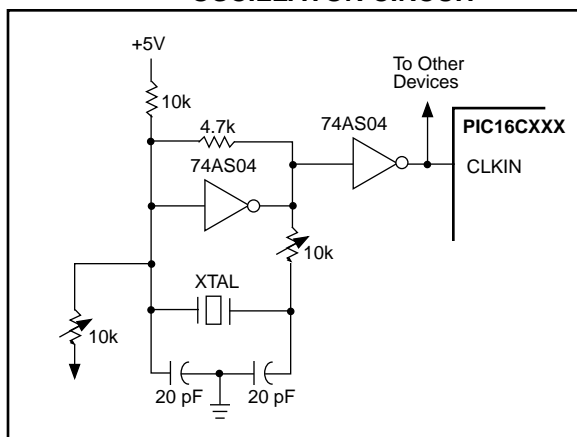 OSCILLATOR CIRCUIT
+5V
10k
4.7k
74AS04
74AS04
To Other
Devices
PIC16CXXX
CLKIN
10k
XTAL
10k
20 pF
20 pF